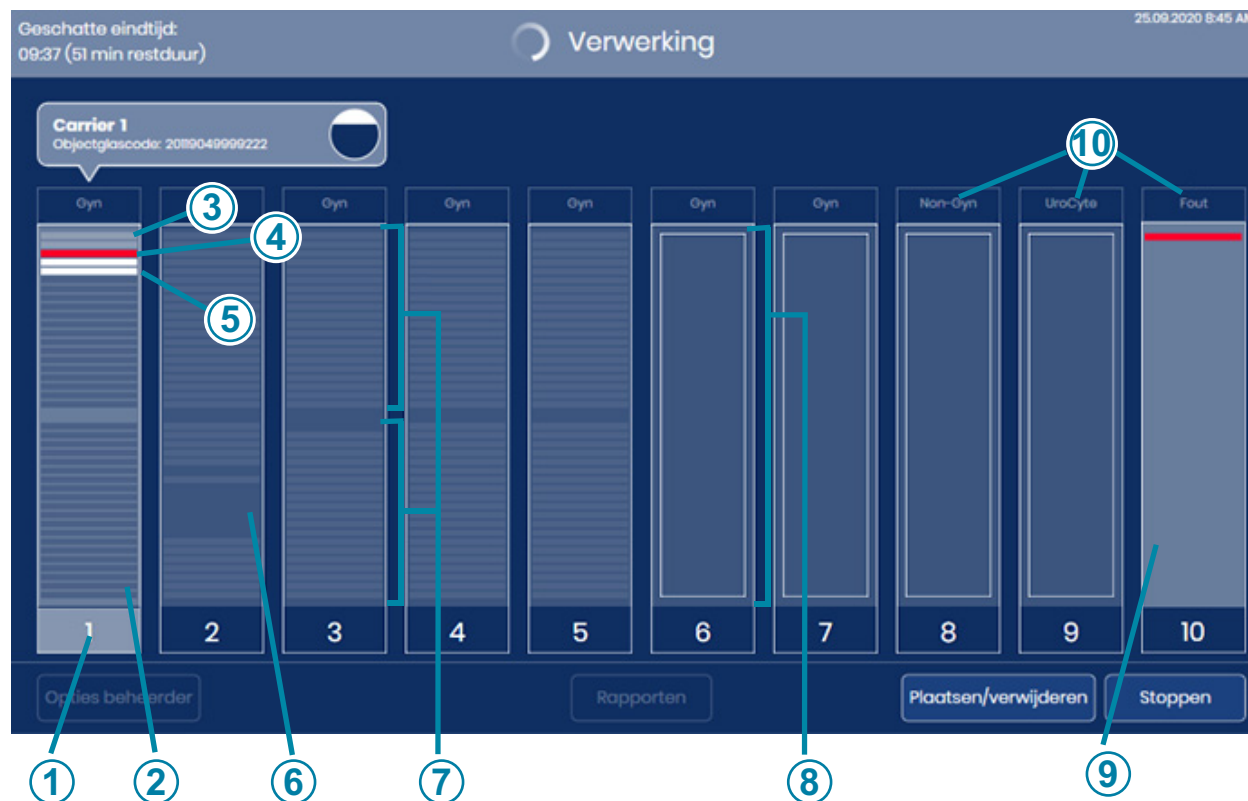 Geschatte eindtijd:
09:37 (51 min restduur)
Verwerking
25.09.2020 8:45 AM
Carrier 1
Objectglascode: 20119049999222
10
Gyn
Gyn
Gyn
Gyn
Gyn
Gyn
Non-Gyn
UroCyte
Fout
3
4
5
1
2
3
4
5
6
7
8
9
10
Opties beheerder
Rapporten
Plaatsen/verwijderen
Stoppen
1
2
6
7
8
9